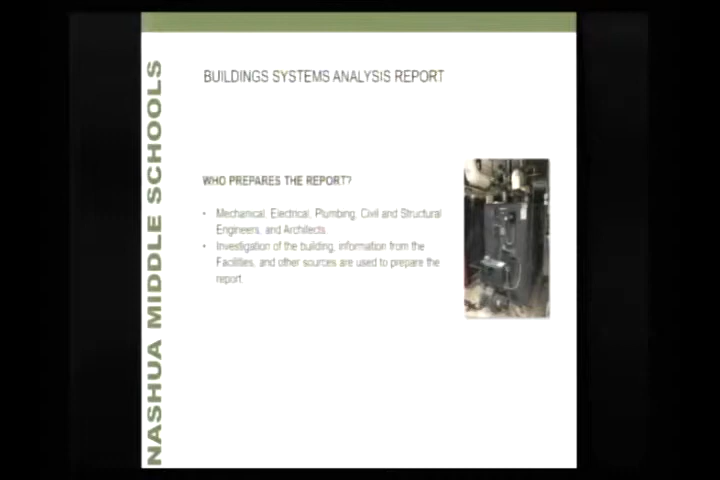 NASHUA MIDDLE SCHOOLS
BUILDINGS SYSTEMS ANALYSIS REPORT
WHO PREPARES THE REPORT?
• Mechanical, Electrical, Plumbing, Civil and Structural
Engineers, and Architects.
• Investigation of the building, information from the
Facilities, and other sources are used to prepare the
report